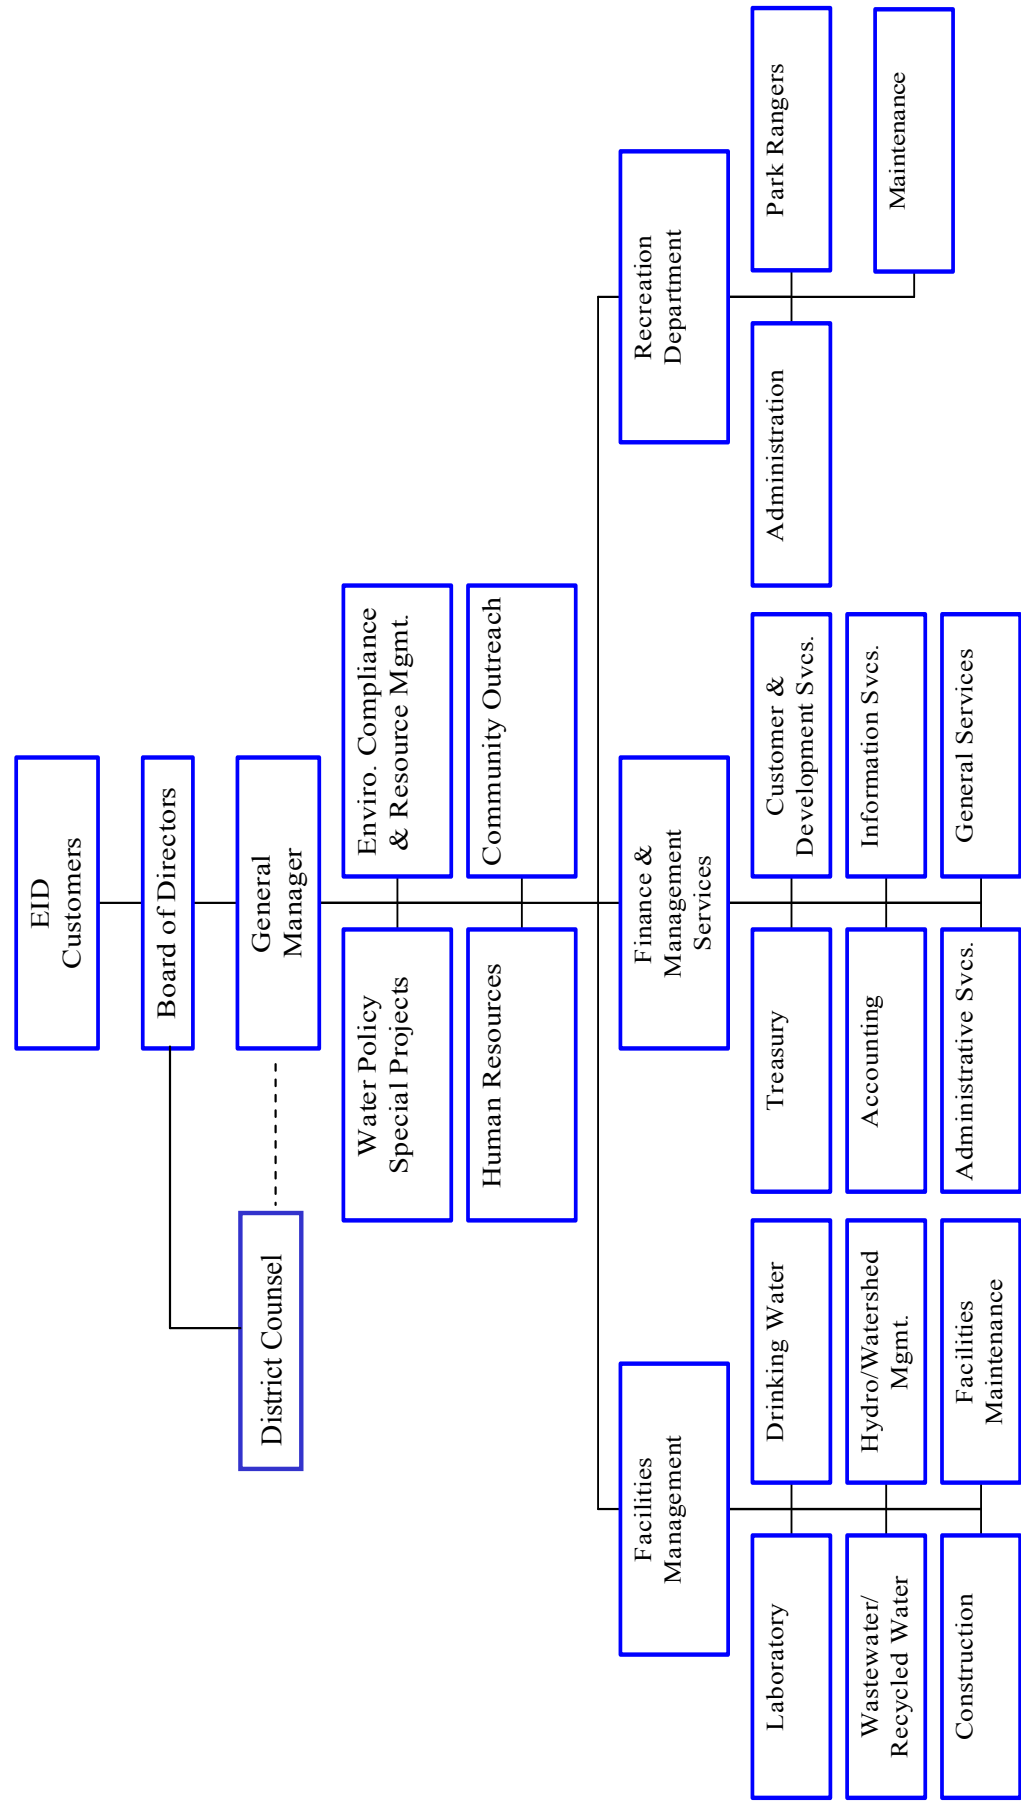 EID
Customers
Board of Directors
General
Manager
District Counsel
Water Policy
Special Projects
Enviro. Compliance
& Resource Mgmt.
Human Resources
Community Outreach
Facilities
Management
Finance &
Management
Services
Recreation
Department
Laboratory
Drinking Water
Wastewater/
Recycled Water
Hydro/Watershed
Mgmt.
Construction
Facilities
Maintenance
Treasury
Customer &
Development Svcs.
Accounting
Information Svcs.
Administrative Svcs.
General Services
Administration
Park Rangers
Maintenance